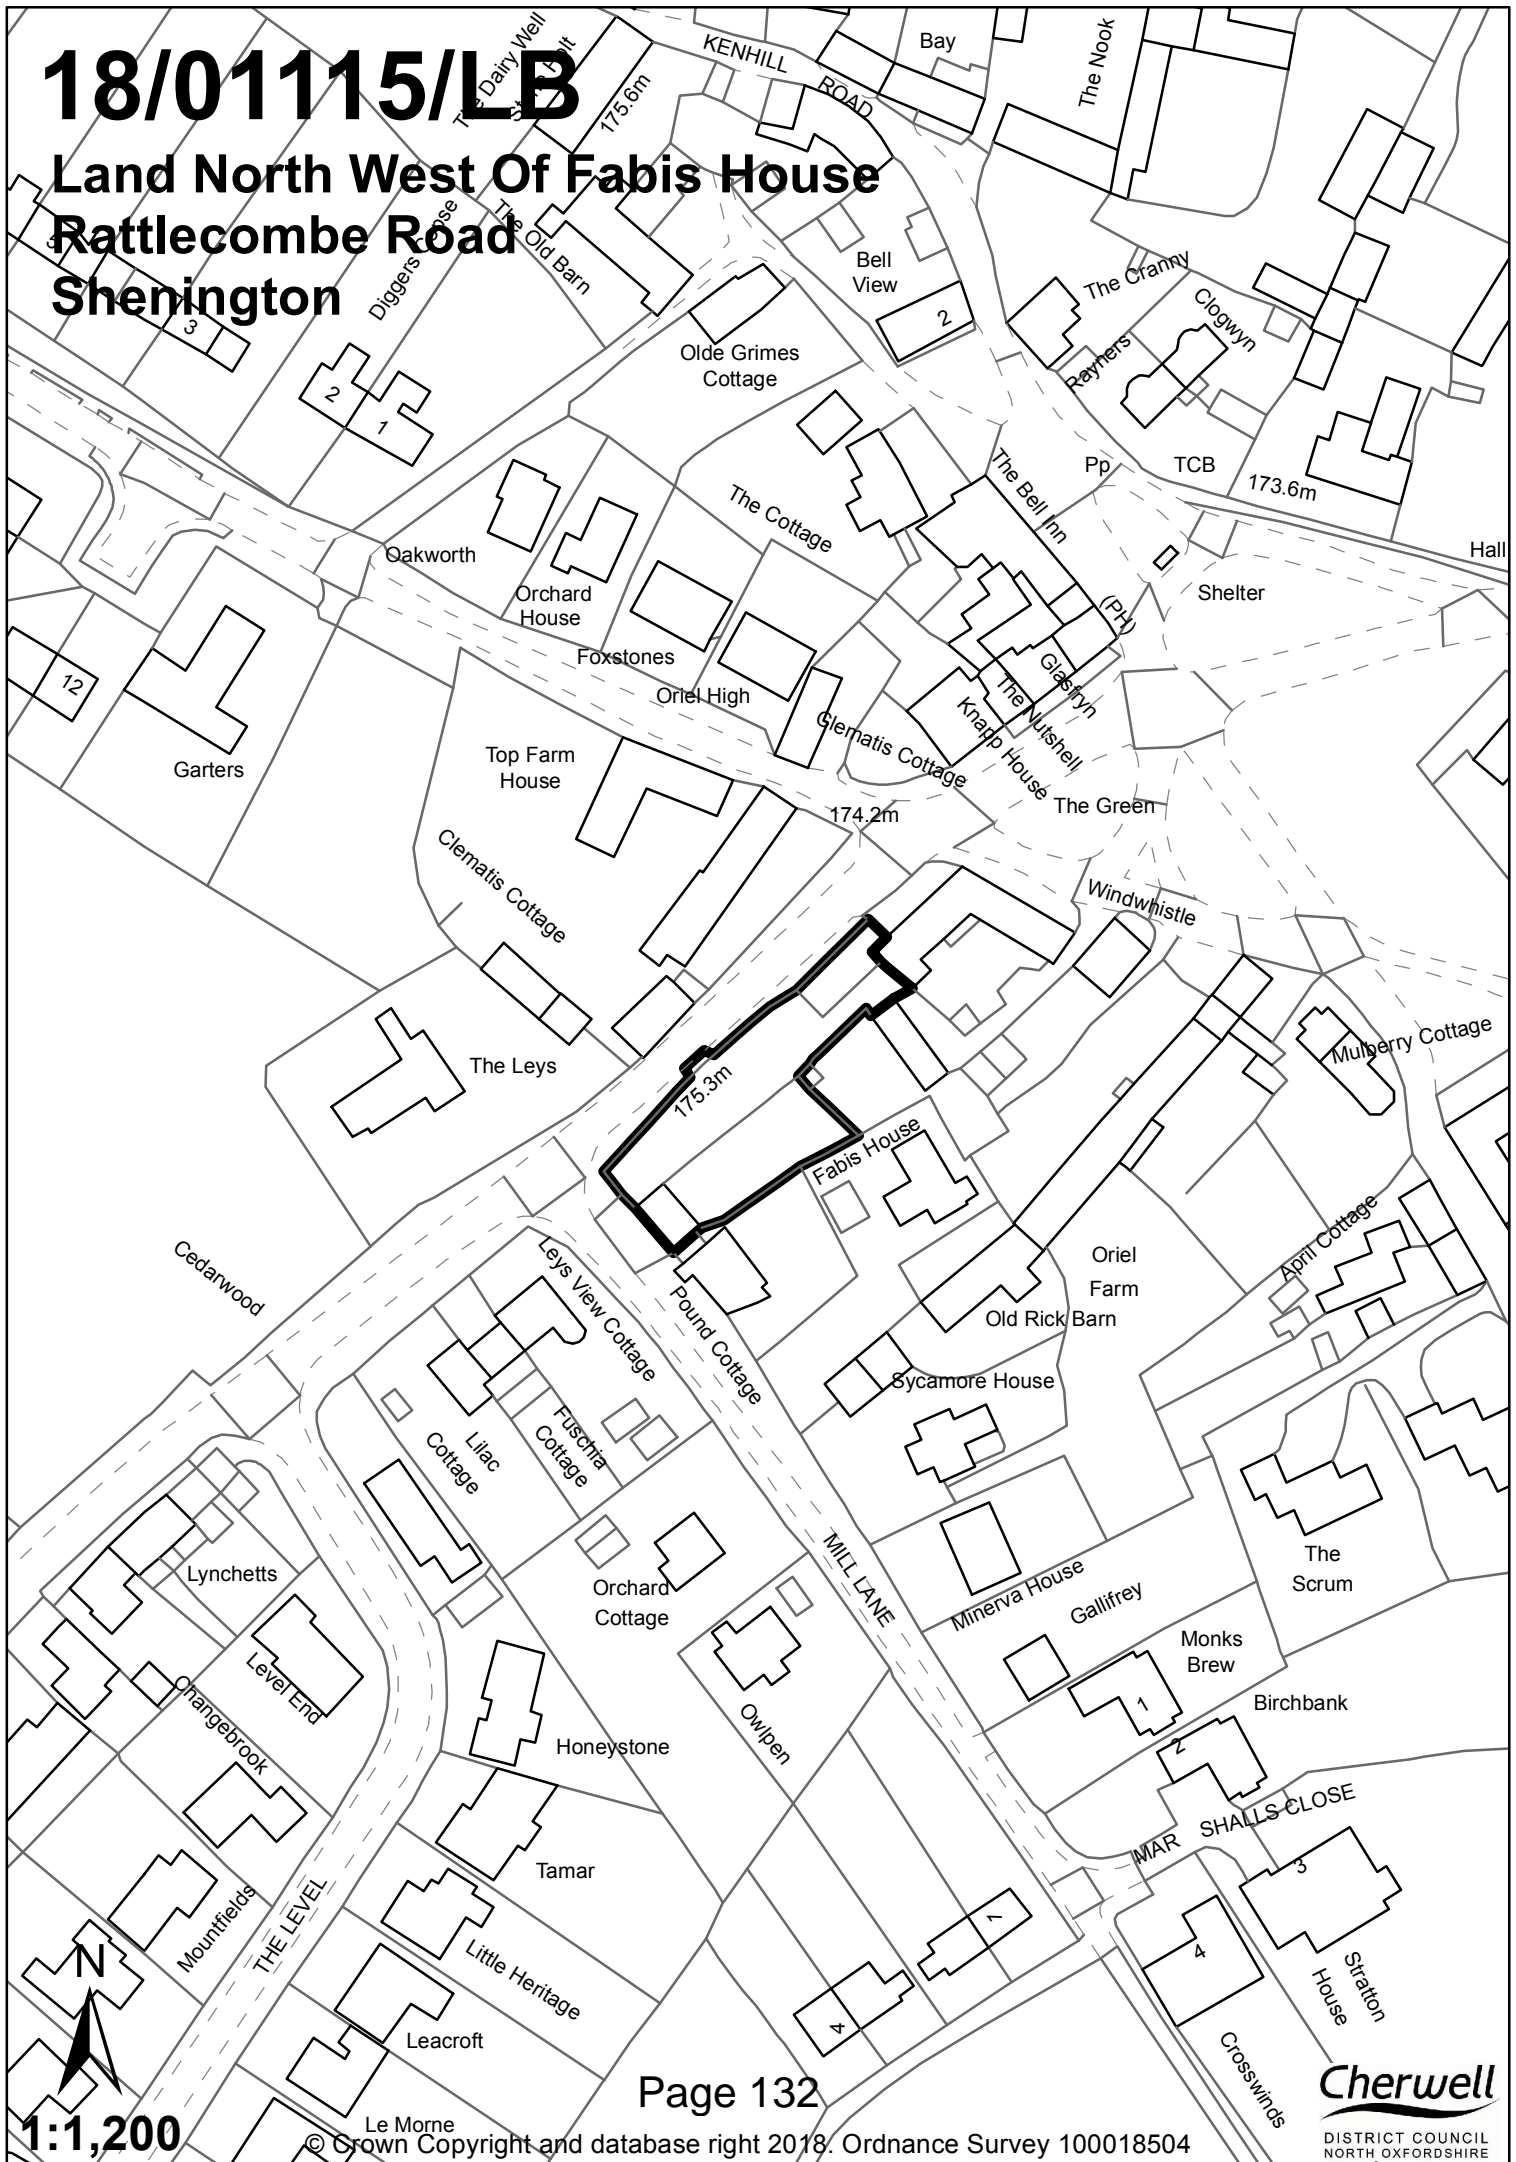 18/01115/LB
Land North West Of Fabis House
Rattlecombe Road
Shenington
The Dairy Well
175.6m
KENHILL
ROAD
Bay
The Nook
5
3
Diggers Copse
The Old Barn
2
1
Olde Grimes
Cottage
Bell
View
2
The Cranny
Rayners
Clogwyn
The Cottage
The Bell Inn
(PH)
Pp
TCB
173.6m
Hall
Shelter
Oakworth
Orchard
House
Foxstones
Oriel High
12
Garters
Top Farm
House
Clematis Cottage
Glasfryn
The Nutshell
Knapp House
The Green
174.2m
Clematis Cottage
Windwhistle
The Leys
175.3m
Mulberry Cottage
Fabis House
Cedarwood
Leys View Cottage
Pound Cottage
Oriel
Farm
Old Rick Barn
April Cottage
Sycamore House
Lilac
Cottage
Fuschia
Cottage
Lynchetts
Orchard
Cottage
MILL LANE
The
Scrum
Minerva House
Gallifrey
Monks
Brew
1
Birchbank
2
Level End
Changebrook
Honeystone
Owlpen
MAR SHALLS CLOSE
3
Tamar
Mountfields
THE LEVEL
Little Heritage
1
4
4
Stratton
House
Leacroft
Crosswinds
N
Le Morne
1:1,200
Page 132
© Crown Copyright and database right 2018. Ordnance Survey 100018504
Cherwell
DISTRICT COUNCIL
NORTH OXFORDSHIRE